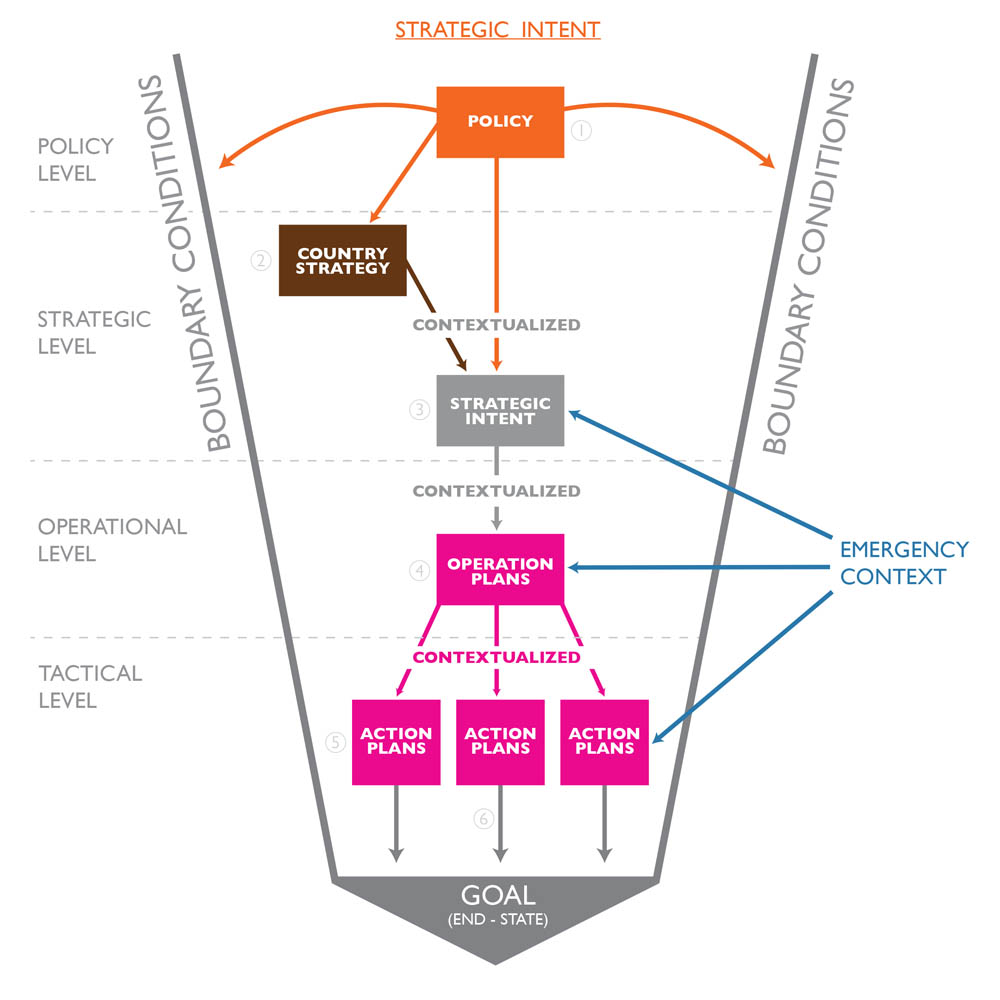 STRATEGIC INTENT
BOUNDARY CONDITIONS
BOUNDARY CONDITIONS
POLICY
LEVEL
POLICY
1
STRATEGIC
LEVEL
2
COUNTRY
STRATEGY
CONTEXTUALIZED
3
STRATEGIC
INTENT
CONTEXTUALIZED
OPERATIONAL
LEVEL
4
OPERATION
PLANS
EMERGENCY
CONTEXT
TACTICAL
LEVEL
CONTEXTUALIZED
5
ACTION
PLANS
ACTION
PLANS
ACTION
PLANS
6
GOAL
(END - STATE)